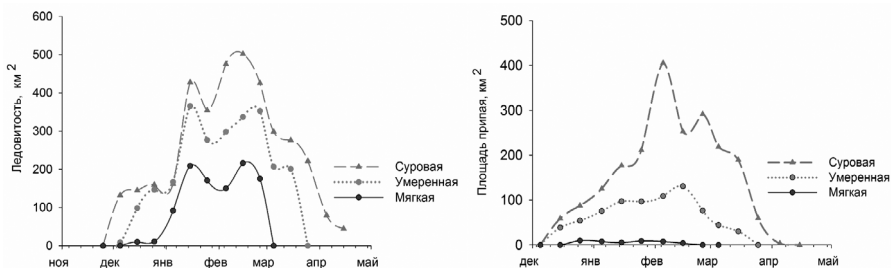 Ледовитость, км 2
600
500
400
300
200
100
0
ноя дек янв фев мар апр май
Суровая
Умеренная
Мягкая
Площадь припая, км 2
500
400
300
200
100
0
дек янв фев мар апр май
Суровая
Умеренная
Мягкая